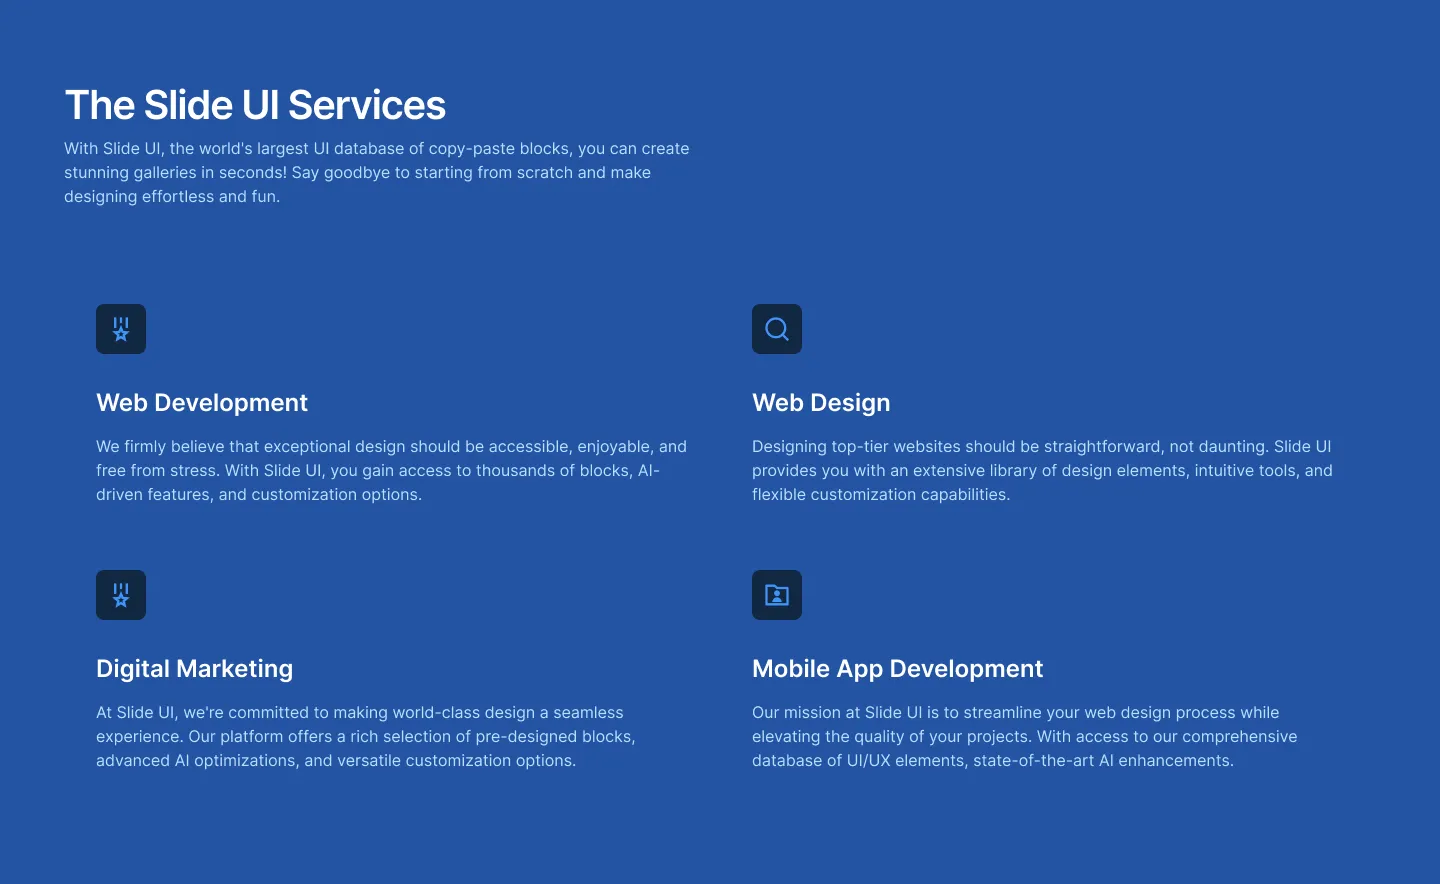 The Slide UI Services
With Slide UI, the world's largest UI database of copy-paste blocks, you can create
stunning galleries in seconds! Say goodbye to starting from scratch and make
designing effortless and fun.
Web Development
We firmly believe that exceptional design should be accessible, enjoyable, and
free from stress. With Slide UI, you gain access to thousands of blocks, AI-
driven features, and customization options.
Web Design
Designing top-tier websites should be straightforward, not daunting. Slide UI
provides you with an extensive library of design elements, intuitive tools, and
flexible customization capabilities.
Digital Marketing
At Slide UI, we're committed to making world-class design a seamless
experience. Our platform offers a rich selection of pre-designed blocks,
advanced AI optimizations, and versatile customization options.
Mobile App Development
Our mission at Slide UI is to streamline your web design process while
elevating the quality of your projects. With access to our comprehensive
database of UI/UX elements, state-of-the-art AI enhancements.